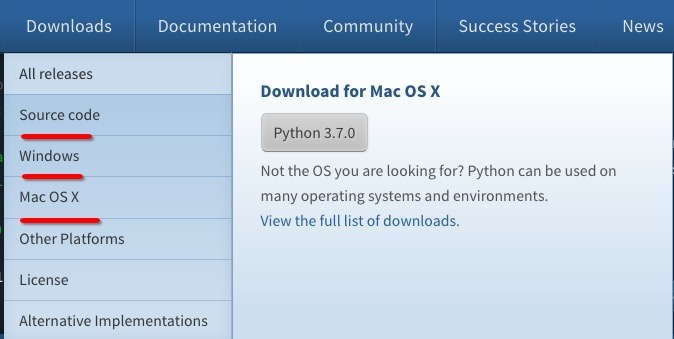 Downloads Documentation Community Success Stories News
All releases
Source code
Windows
Mac OS X
Other Platforms
License
Alternative Implementations
Download for Mac OS X
Python 3.7.0
Not the OS you are looking for? Python can be used on
many operating systems and environments.
View the full list of downloads.